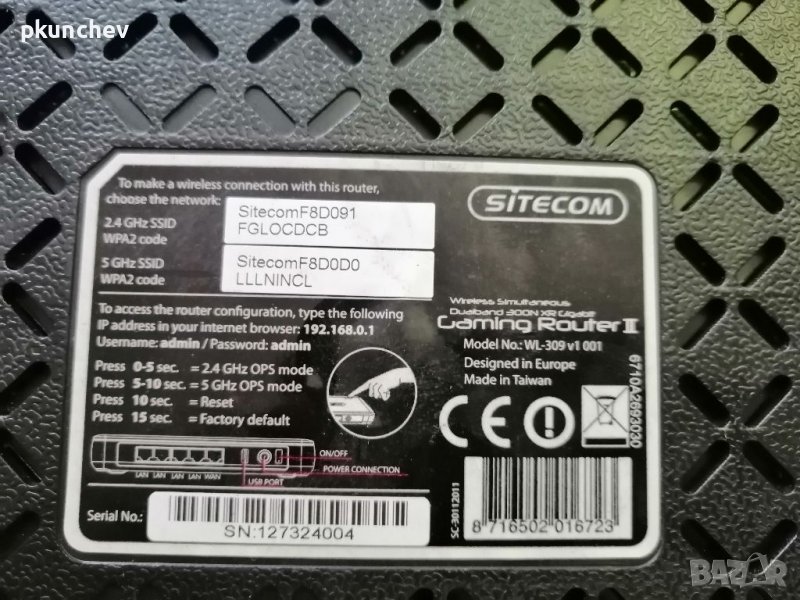 pkunchev
To make a wireless connection with this router,
choose the network:
2.4 GHz SSID
WPA2 code
SitecomF8D091
FGLOCDCB
5 GHz SSID
WPA2 code
SitecomF8D0D0
LLLNINCL
To access the router configuration, type the following
IP address in your internet browser: 192.168.0.1
Username: admin / Password: admin
Press 0-5 sec. = 2.4 GHz OPS mode
Press 5-10 sec. = 5 GHz OPS mode
Press 10 sec. = Reset
Press 15 sec. = Factory default
ON/OFF
POWER CONNECTION
LAN LAN LAN LAN WAN
USB PORT
Serial No.:
SN:127324004
SITECOM
Wireless Simultaneous
Dualband 300N XR Gigabit
Gaming Router II
Model No.: WL-309 v1 001
Designed in Europe
Made in Taiwan
CE
6710A26923030
SC-30112011
8 716502 016723
BAZAR